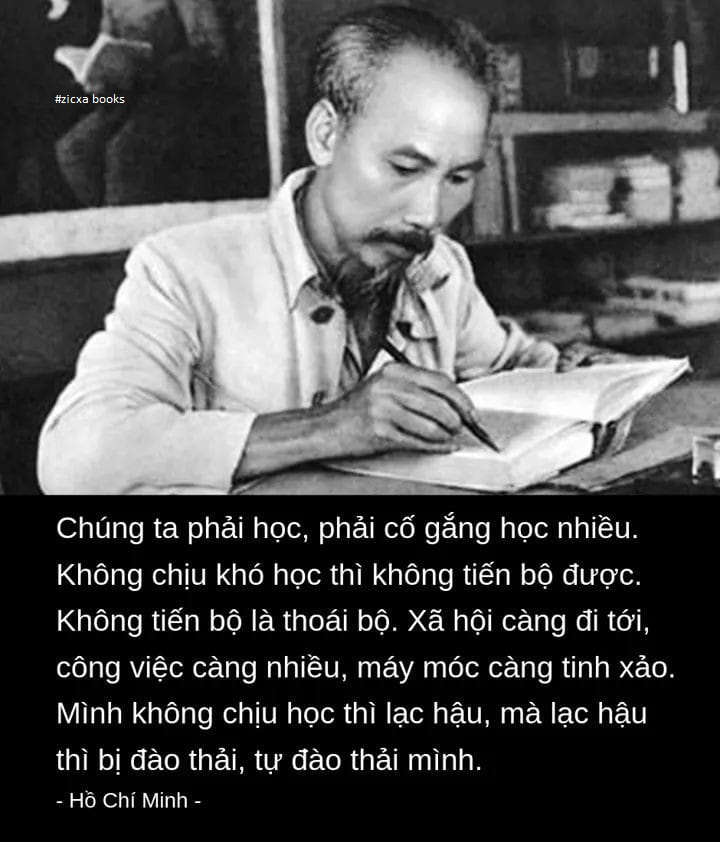 #zicxa books
Chúng ta phải học, phải cố gắng học nhiều.
Không chịu khó học thì không tiến bộ được.
Không tiến bộ là thoái bộ. Xã hội càng đi tới,
công việc càng nhiều, máy móc càng tinh xảo.
Mình không chịu học thì lạc hậu, mà lạc hậu
thì bị đào thải, tự đào thải mình.
- Hồ Chí Minh -